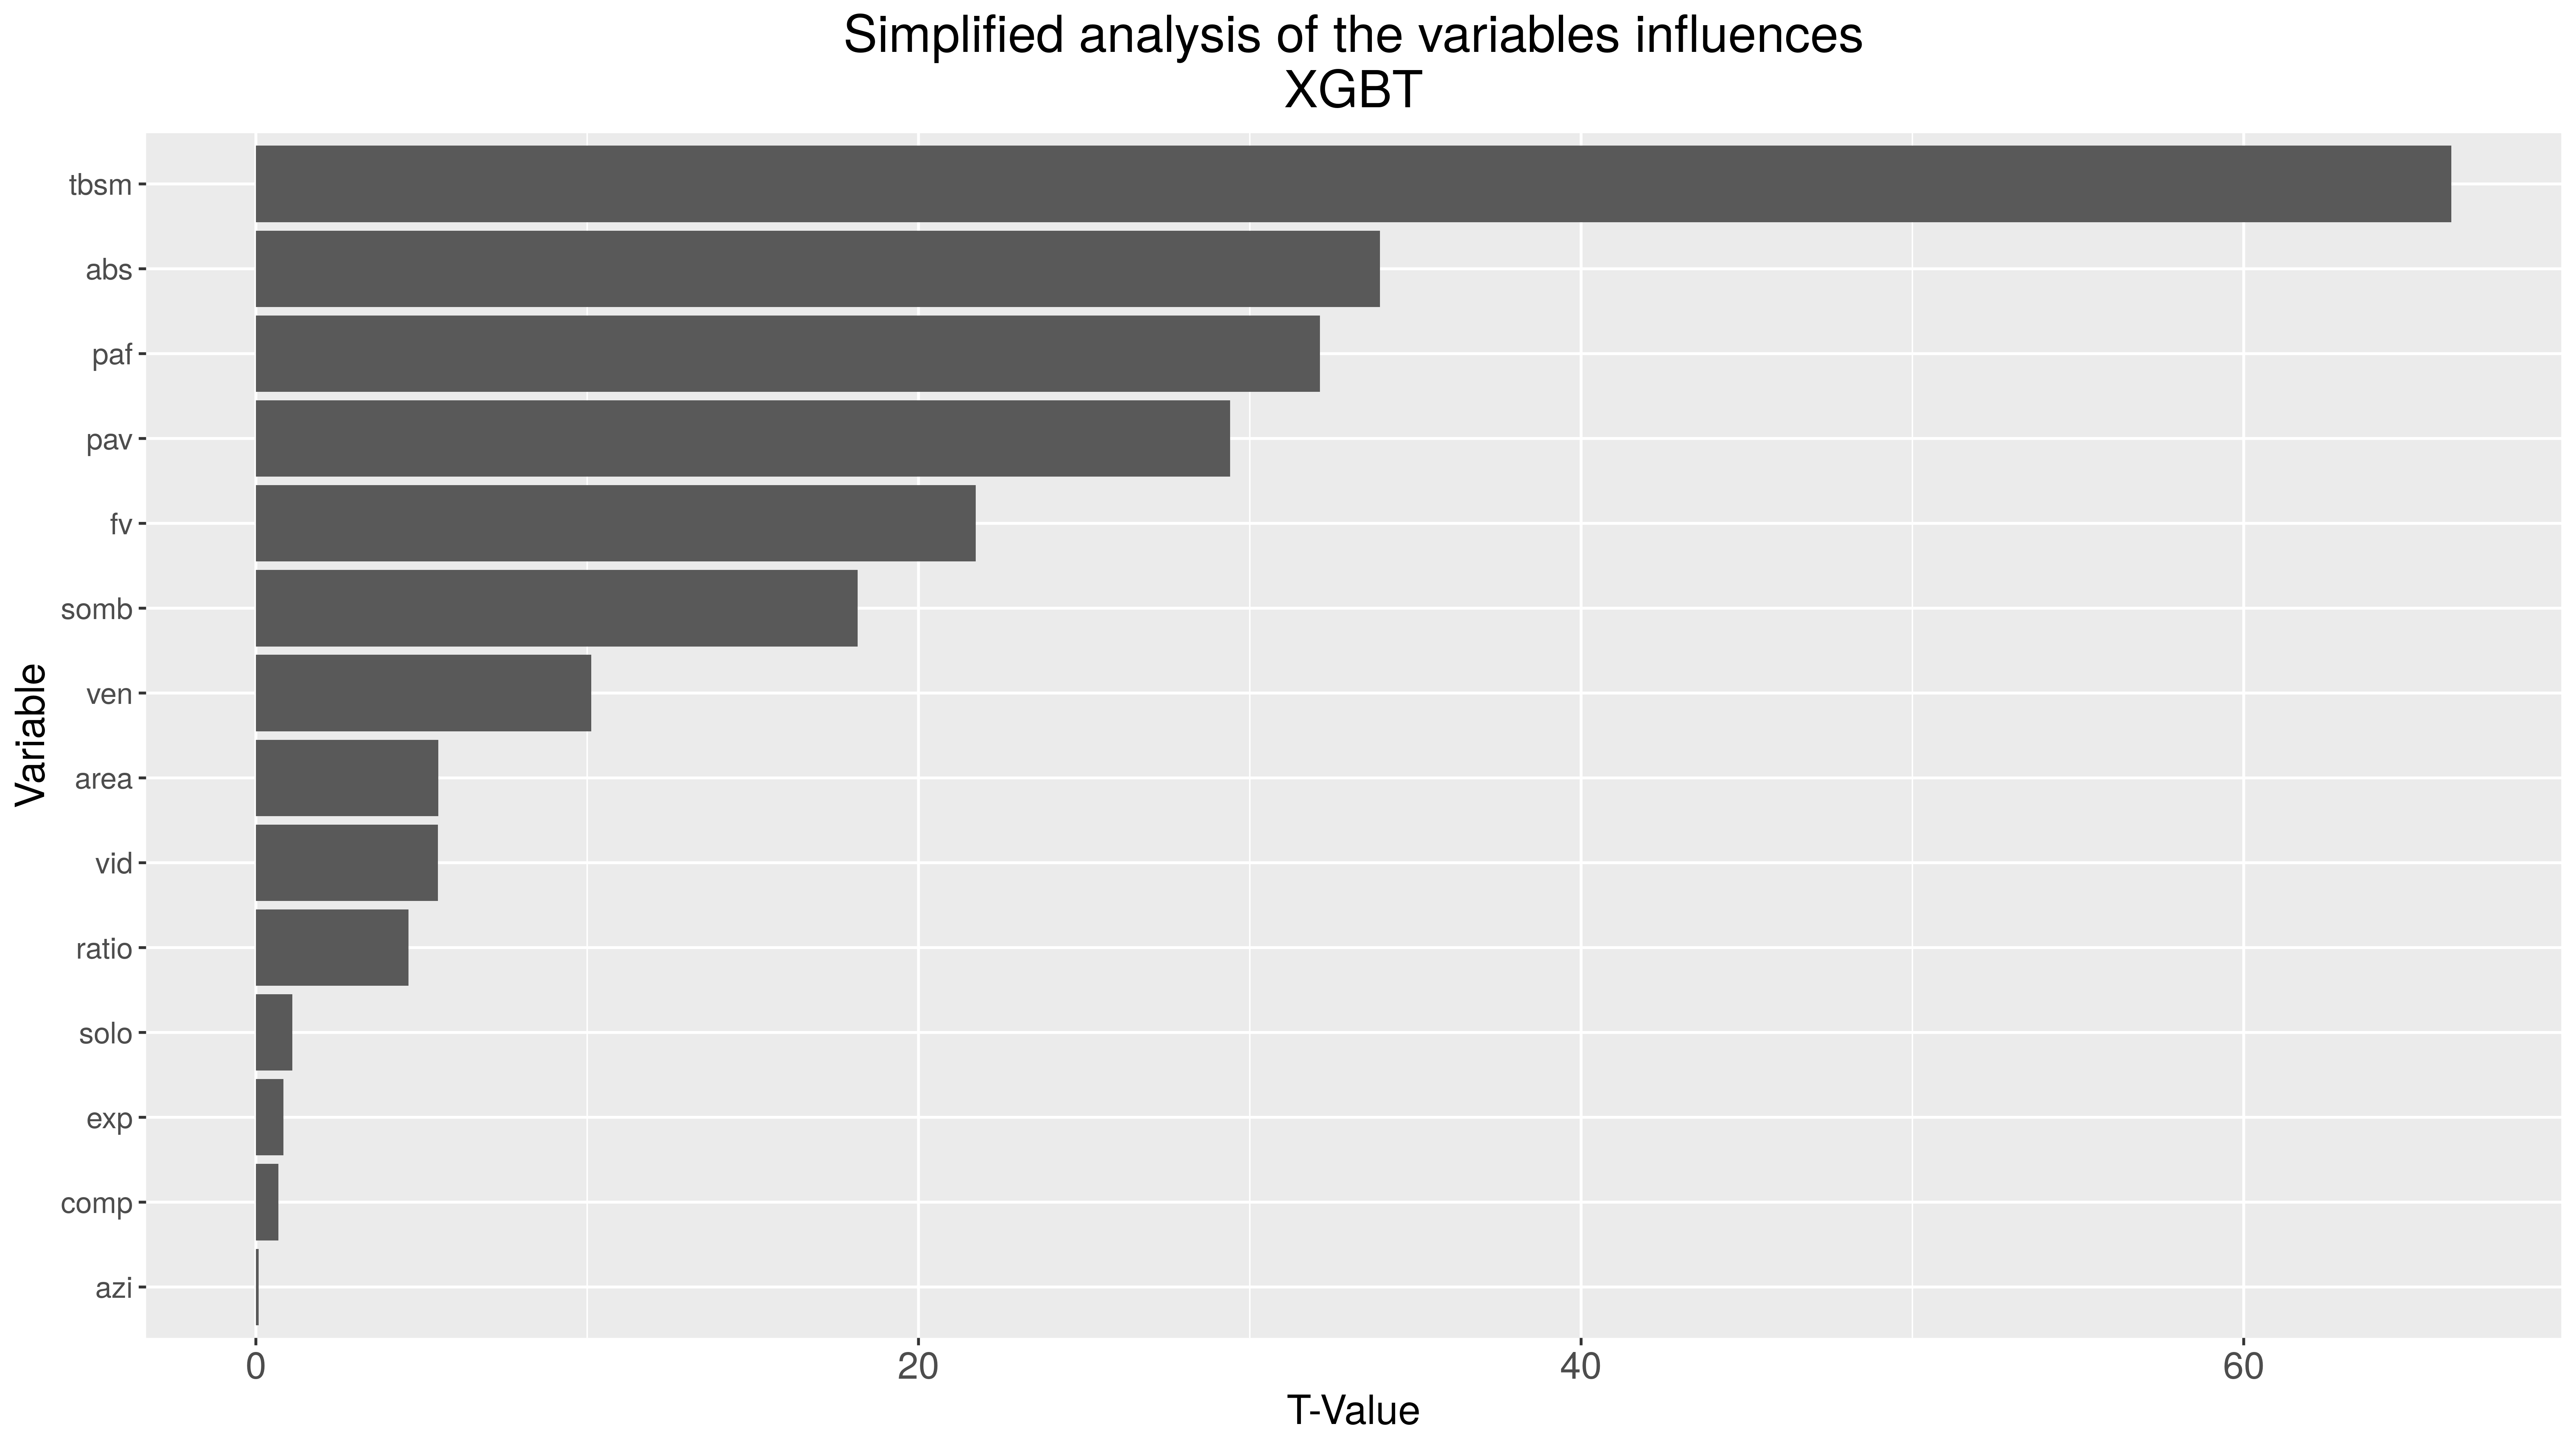 Simplified analysis of the variables influences
XGBT
Variable
tbsm
abs
paf
pav
fv
somb
ven
area
vid
ratio
solo
exp
comp
azi
0 20 40 60
T-Value